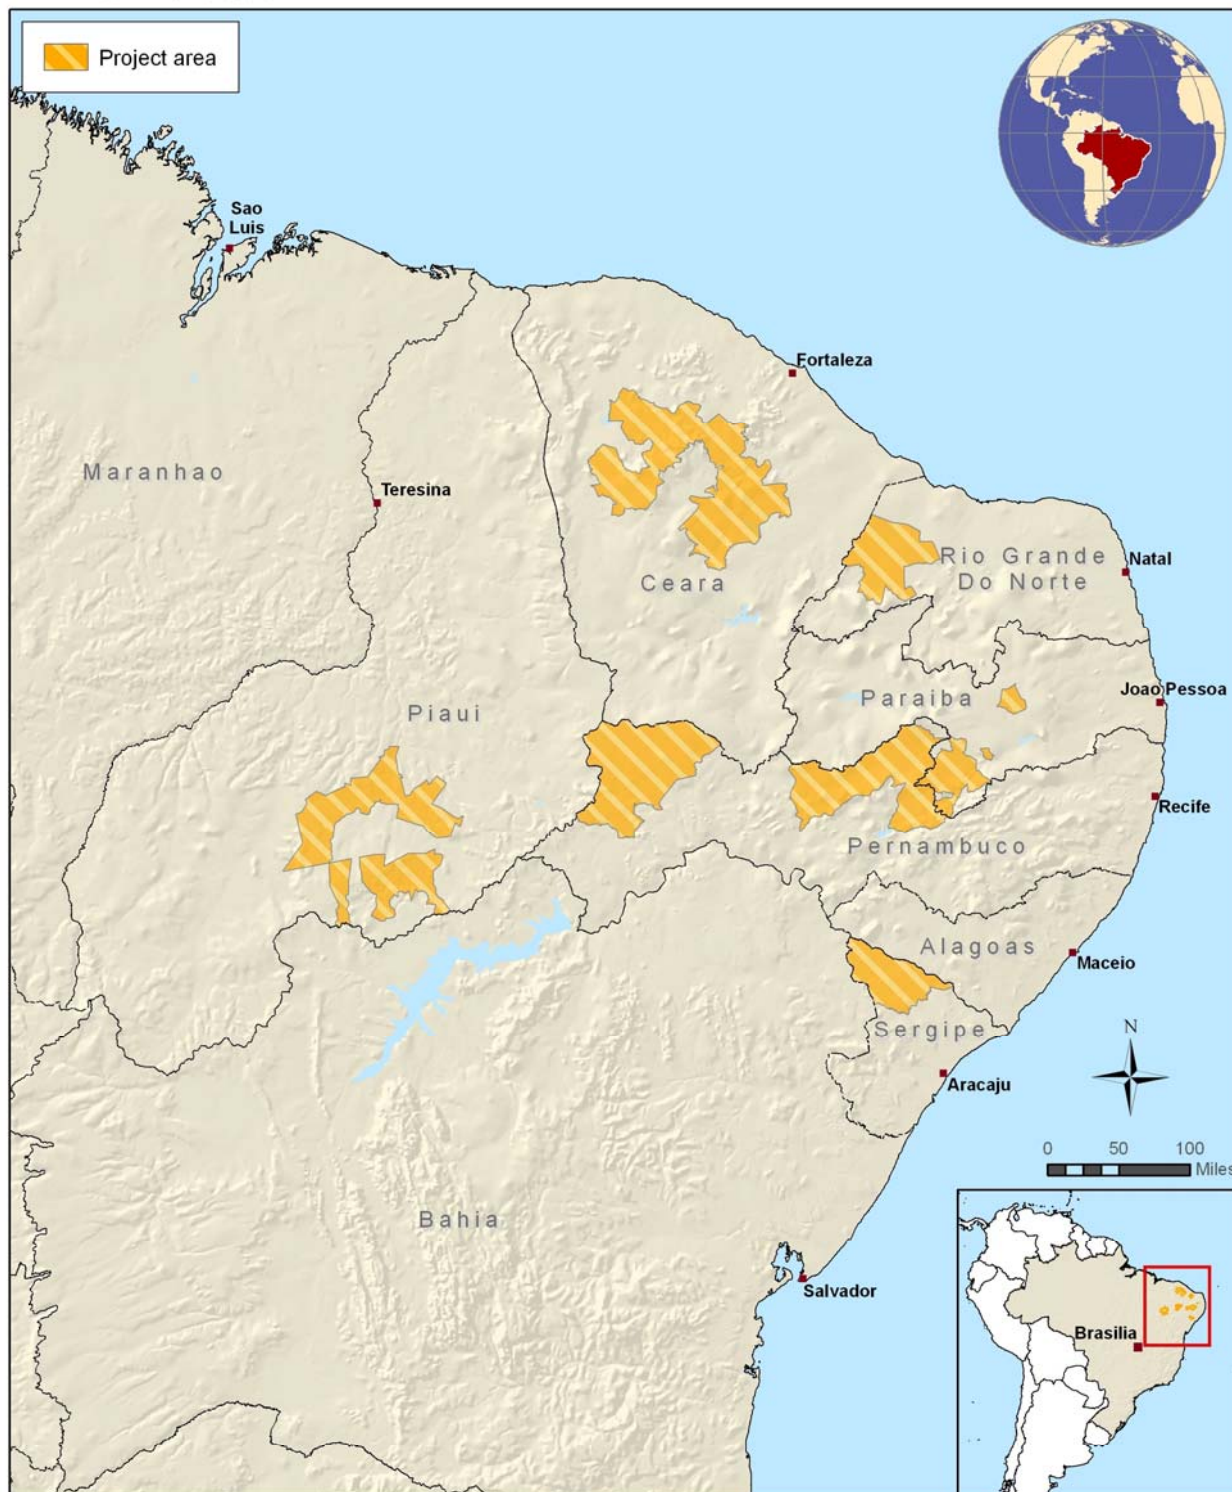 Project area
Sao
Luis
Fortaleza
Maranhao
Teresina
Ceara
Rio Grande
Do Norte
Natal
Piaui
Paraiba
Joao Pessoa
Recife
Pernambuco
Alagoas
Maceio
Sergipe
Aracaju
N
0 50 100
Miles
Bahia
Salvador
Brasilia